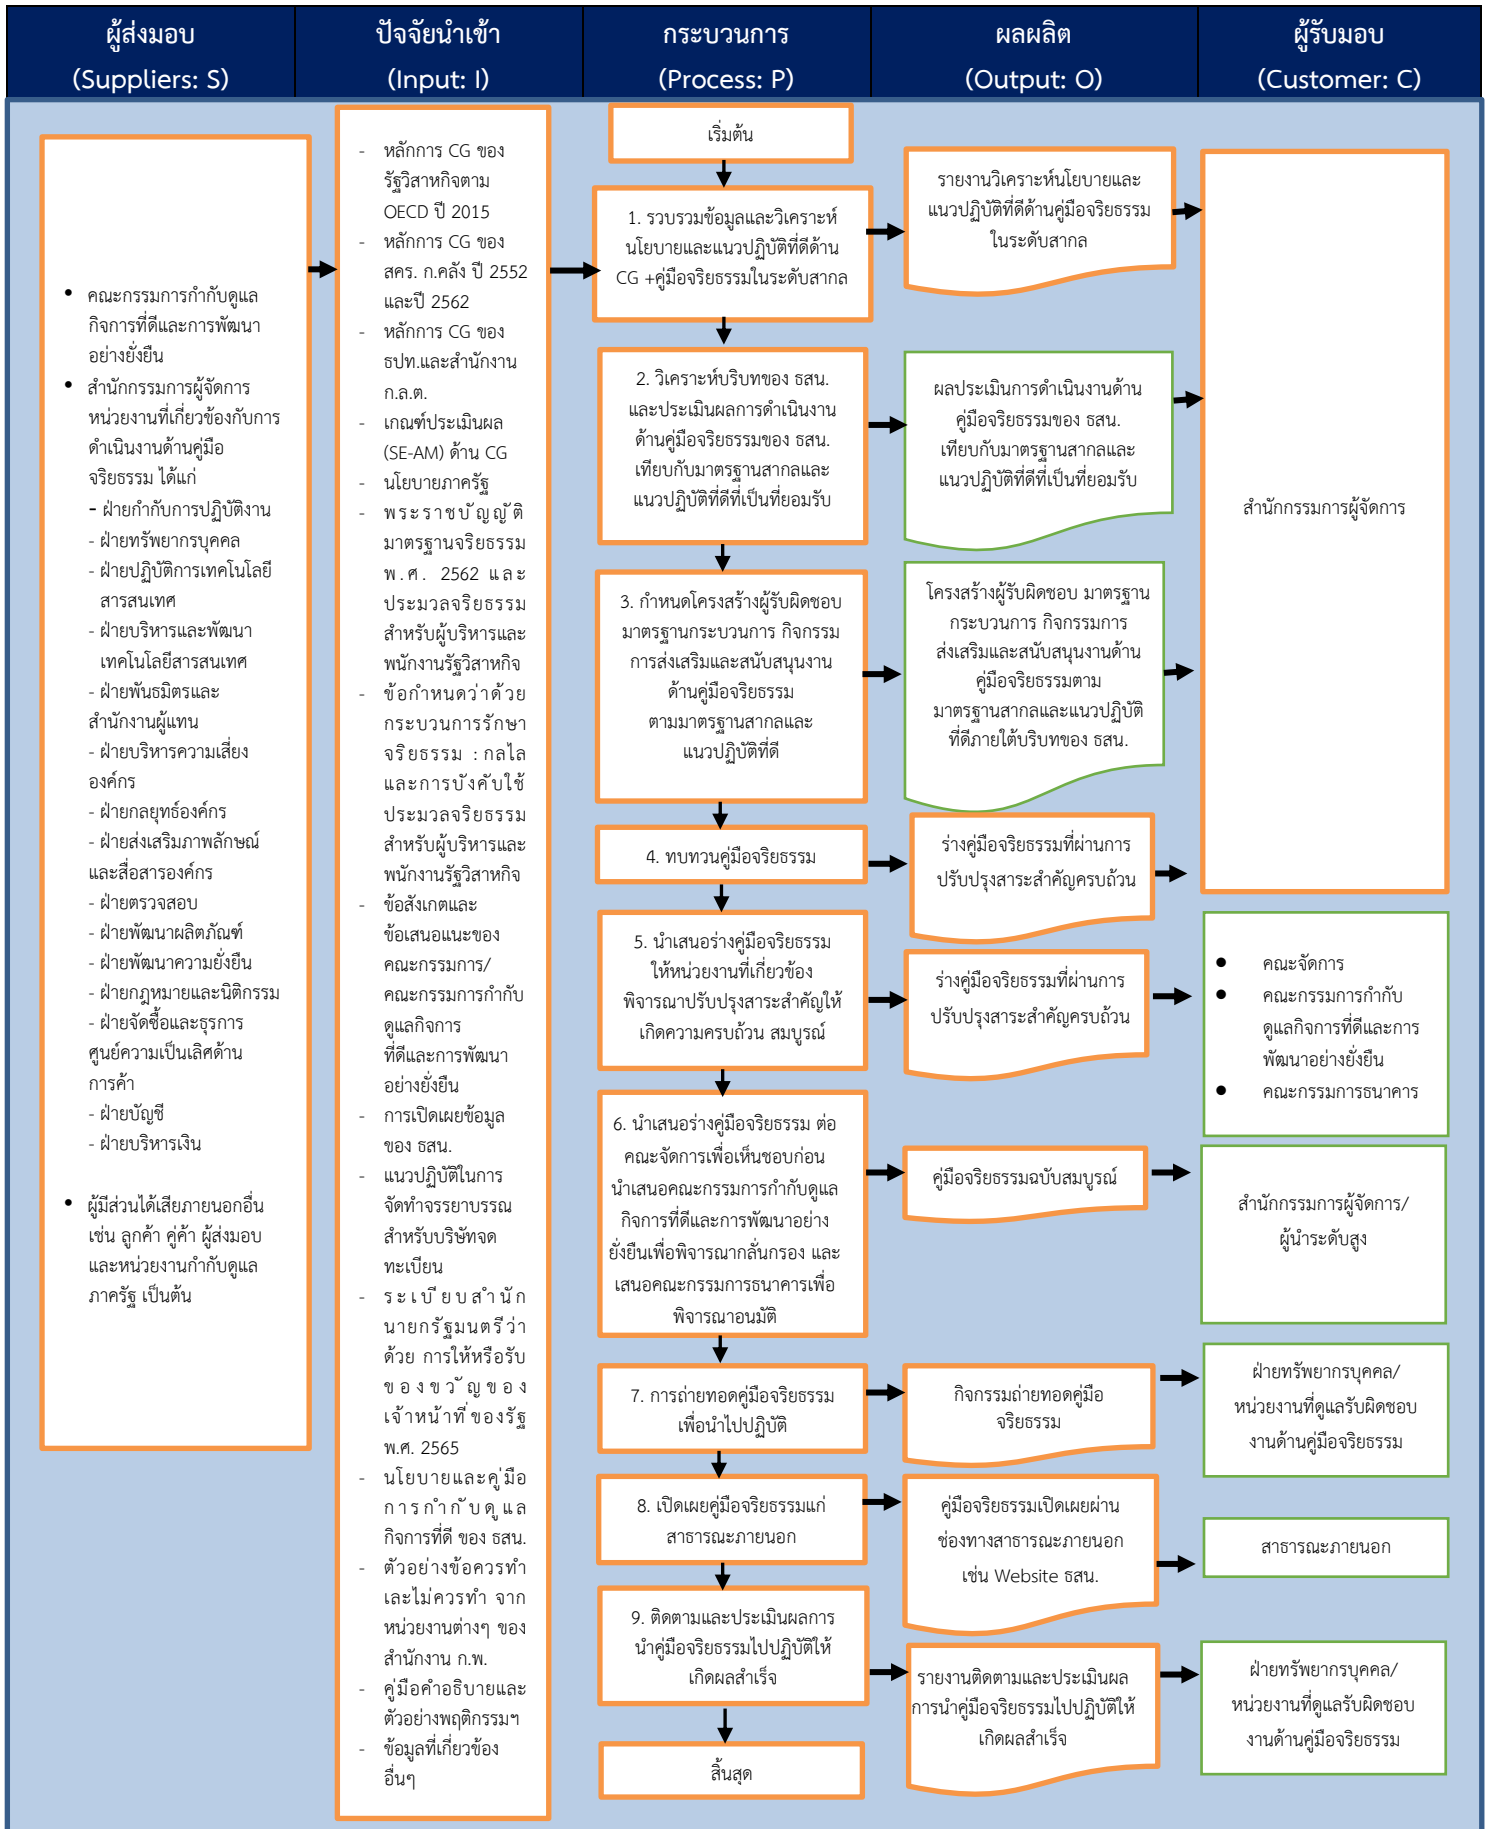 ผู้ส่งมอบ
(Suppliers: S)
ปัจจัยนำเข้า
(Input: I)
กระบวนการ
(Process: P)
ผลผลิต
(Output: O)
ผู้รับมอบ
(Customer: C)
• คณะกรรมการกำกับดูแล
กิจการที่ดีและการพัฒนา
อย่างยั่งยืน
• สำนักกรรมการผู้จัดการ
หน่วยงานที่เกี่ยวข้องกับการ
ดำเนินงานด้านคู่มือ
จริยธรรม ได้แก่
- ฝ่ายกำกับการปฏิบัติงาน
- ฝ่ายทรัพยากรบุคคล
- ฝ่ายปฏิบัติการเทคโนโลยี
สารสนเทศ
- ฝ่ายบริหารและพัฒนา
เทคโนโลยีสารสนเทศ
- ฝ่ายพันธมิตรและ
สำนักงานผู้แทน
- ฝ่ายบริหารความเสี่ยง
องค์กร
- ฝ่ายกลยุทธ์องค์กร
- ฝ่ายส่งเสริมภาพลักษณ์
และสื่อสารองค์กร
- ฝ่ายตรวจสอบ
- ฝ่ายพัฒนาผลิตภัณฑ์
- ฝ่ายพัฒนาความยั่งยืน
- ฝ่ายกฎหมายและนิติกรรม
- ฝ่ายจัดซื้อและธุรการ
ศูนย์ความเป็นเลิศด้าน
การค้า
- ฝ่ายบัญชี
- ฝ่ายบริหารเงิน
• ผู้มีส่วนได้เสียภายนอกอื่น
เช่น ลูกค้า คู่ค้า ผู้ส่งมอบ
และหน่วยงานกำกับดูแล
ภาครัฐ เป็นต้น
- หลักการ CG ของ
รัฐวิสาหกิจตาม
OECD ปี 2015
- หลักการ CG ของ
สคร. ก.คลัง ปี 2552
และปี 2562
- หลักการ CG ของ
ธปท.และสำนักงาน
ก.ล.ต.
- เกณฑ์ประเมินผล
(SE-AM) ด้าน CG
- นโยบายภาครัฐ
- พระราชบัญญัติ
มาตรฐานจริยธรรม
พ.ศ. 2562 และ
ประมวลจริยธรรม
สำหรับผู้บริหารและ
พนักงานรัฐวิสาหกิจ
- ข้อกำหนดว่าด้วย
กระบวนการรักษา
จริยธรรม : กลไล
และการบังคับใช้
ประมวลจริยธรรม
สำหรับผู้บริหารและ
พนักงานรัฐวิสาหกิจ
- ข้อสังเกตและ
ข้อเสนอแนะของ
คณะกรรมการ/
คณะกรรมการกำกับ
ดูแลกิจการ
ที่ดีและการพัฒนา
อย่างยั่งยืน
- การเปิดเผยข้อมูล
ของ ธสน.
- แนวปฏิบัติในการ
จัดทำจรรยาบรรณ
สำหรับบริษัทจด
ทะเบียน
- ระเบียบสำนัก
นายกรัฐมนตรีว่า
ด้วย การให้หรือรับ
ของขวัญของ
เจ้าหน้าที่ของรัฐ
พ.ศ. 2565
- นโยบายและคู่มือ
การกำกับดูแล
กิจการที่ดี ของ ธสน.
- ตัวอย่างข้อควรทำ
เละไม่ควรทำ จาก
หน่วยงานต่างๆ ของ
สำนักงาน ก.พ.
- คู่มือคำอธิบายและ
ตัวอย่างพฤติกรรมฯ
- ข้อมูลที่เกี่ยวข้อง
อื่นๆ
เริ่มต้น
1. รวบรวมข้อมูลและวิเคราะห์
นโยบายและแนวปฏิบัติที่ดีด้าน
CG +คู่มือจริยธรรมในระดับสากล
2. วิเคราะห์บริบทของ ธสน.
และประเมินผลการดำเนินงาน
ด้านคู่มือจริยธรรมของ ธสน.
เทียบกับมาตรฐานสากลและ
แนวปฏิบัติที่ดีที่เป็นที่ยอมรับ
3. กำหนดโครงสร้างผู้รับผิดชอบ
มาตรฐานกระบวนการ กิจกรรม
การส่งเสริมและสนับสนุนงาน
ด้านคู่มือจริยธรรม
ตามมาตรฐานสากลและ
แนวปฏิบัติที่ดี
4. ทบทวนคู่มือจริยธรรม
5. นำเสนอร่างคู่มือจริยธรรม
ให้หน่วยงานที่เกี่ยวข้อง
พิจารณาปรับปรุงสาระสำคัญให้
เกิดความครบถ้วน สมบูรณ์
6. นำเสนอร่างคู่มือจริยธรรม ต่อ
คณะจัดการเพื่อเห็นชอบก่อน
นำเสนอคณะกรรมการกำกับดูแล
กิจการที่ดีและการพัฒนาอย่าง
ยั่งยืนเพื่อพิจารณากลั่นกรอง และ
เสนอคณะกรรมการธนาคารเพื่อ
พิจารณาอนมัติ
7. การถ่ายทอดคู่มือจริยธรรม
เพื่อนำไปปฏิบัติ
8. เปิดเผยคู่มือจริยธรรมแก่
สาธารณะภายนอก
9. ติดตามและประเมินผลการ
นำคู่มือจริยธรรมไปปฏิบัติให้
เกิดผลสำเร็จ
สิ้นสุด
รายงานวิเคราะห์นโยบายและ
แนวปฏิบัติที่ดีด้านคู่มือจริยธรรม
ในระดับสากล
ผลประเมินการดำเนินงานด้าน
คู่มือจริยธรรมของ ธสน.
เทียบกับมาตรฐานสากลและ
แนวปฏิบัติที่ดีที่เป็นที่ยอมรับ
โครงสร้างผู้รับผิดชอบ มาตรฐาน
กระบวนการ กิจกรรมการ
ส่งเสริมและสนับสนุนงานด้าน
คู่มือจริยธรรมตาม
มาตรฐานสากลและแนวปฏิบัติ
ที่ดีภายใต้บริบทของ ธสน.
ร่างคู่มือจริยธรรมที่ผ่านการ
ปรับปรุงสาระสำคัญครบถ้วน
ร่างคู่มือจริยธรรมที่ผ่านการ
ปรับปรุงสาระสำคัญครบถ้วน
คู่มือจริยธรรมฉบับสมบูรณ์
กิจกรรมถ่ายทอดคู่มือ
จริยธรรม
คู่มือจริยธรรมเปิดเผยผ่าน
ช่องทางสาธารณะภายนอก
เช่น Website ธสน.
รายงานติดตามและประเมินผล
การนำคู่มือจริยธรรมไปปฏิบัติให้
เกิดผลสำเร็จ
สำนักกรรมการผู้จัดการ
• คณะจัดการ
• คณะกรรมการกำกับ
ดูแลกิจการที่ดีและการ
พัฒนาอย่างยั่งยืน
• คณะกรรมการธนาคาร
สำนักกรรมการผู้จัดการ/
ผู้นำระดับสูง
ฝ่ายทรัพยากรบุคคล/
หน่วยงานที่ดูแลรับผิดชอบ
งานด้านคู่มือจริยธรรม
สาธารณะภายนอก
ฝ่ายทรัพยากรบุคคล/
หน่วยงานที่ดูแลรับผิดชอบ
งานด้านคู่มือจริยธรรม